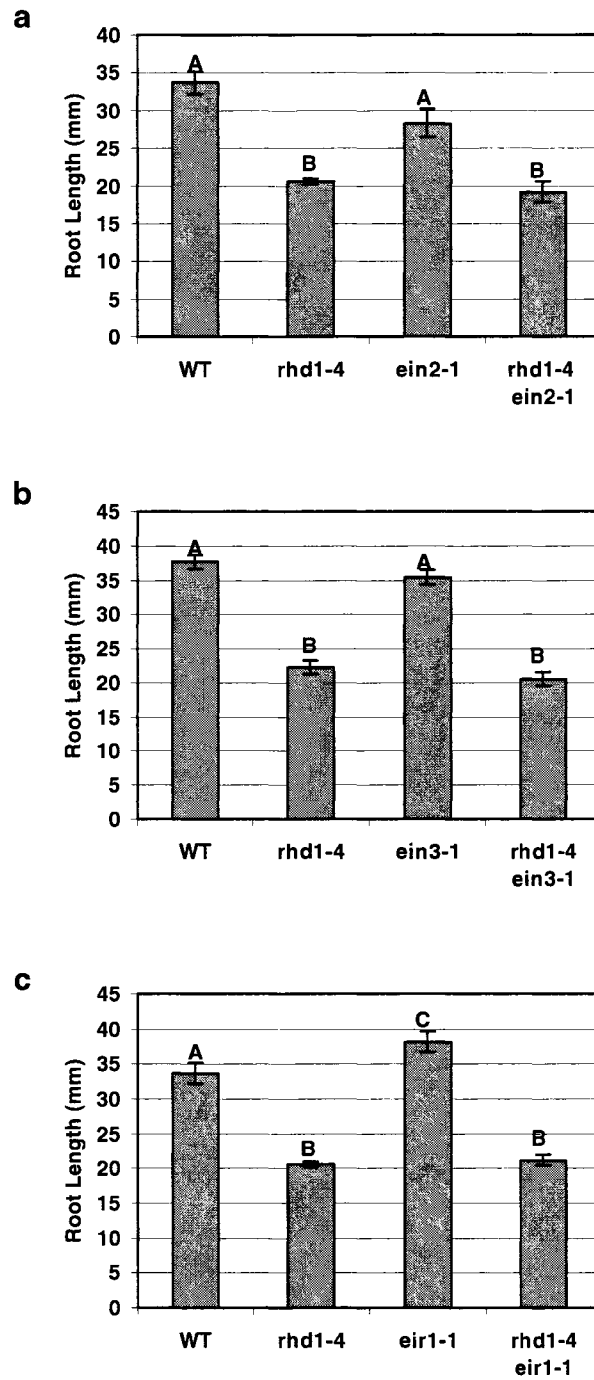 a
Root Length (mm)
40
35
30
25
20
15
10
5
0
A
B
A
B
WT
rhd1-4
ein2-1
rhd1-4
ein2-1
b
Root Length (mm)
45
40
35
30
25
20
15
10
5
0
A
B
A
B
WT
rhd1-4
ein3-1
rhd1-4
ein3-1
c
Root Length (mm)
45
40
35
30
25
20
15
10
5
0
A
B
C
B
WT
rhd1-4
eir1-1
rhd1-4
eir1-1